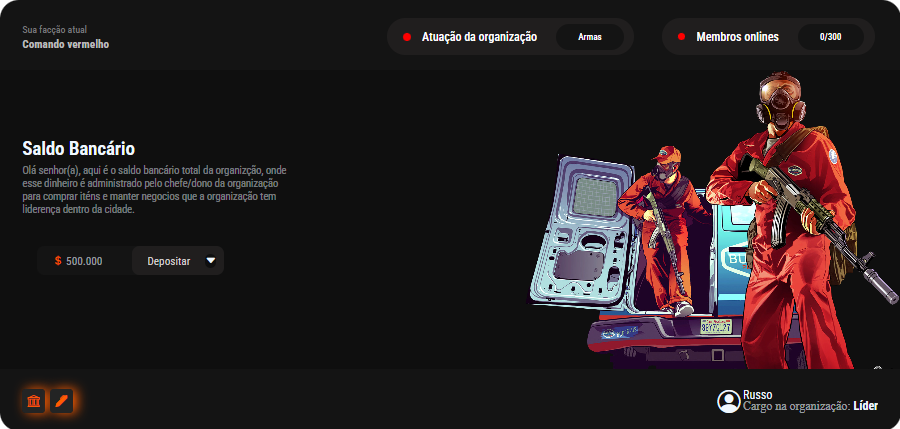 Sua facção atual
Comando vermelho
Atuação da organização
Armas
Membros onlines
0/300
Saldo Bancário
Olá senhor(a), aqui é o saldo bancário total da organizção, onde
esse dinheiro é administrado pelo chefe/dono da organização
para comprar iténs e manter negocios que a organização tem
liderença dentro da cidade.
$ 500.000
Depositar
Russo
Cargo na organização: Líder